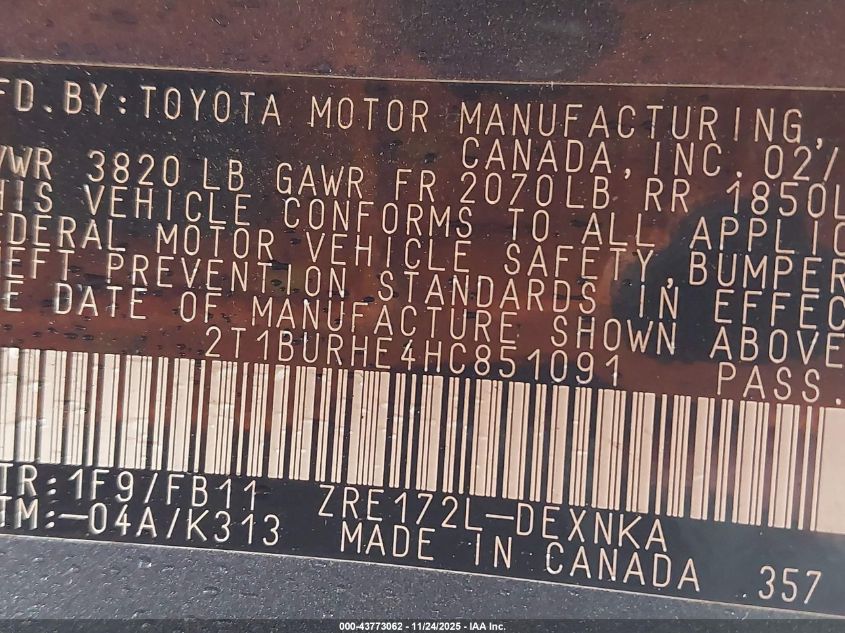 FD. BY: TOYOTA MOTOR MANUFACTURING,
CANADA, INC. 02/
VWR 3820 LB GAWR FR 2070LB RR 1850L
HIS VEHICLE CONFORMS TO ALL APPLIC
EDERAL MOTOR VEHICLE SAFETY, BUMPER
EFT PREVENTION STANDARDS IN EFFEC
E DATE OF MANUFACTURE SHOWN ABOVE
2T1BURHE4HC851091 PASS.
TR: 1F9/FB11 ZRE172L-DEXNKA
TM:-04A/K313 MADE IN CANADA 357
000-43773062 - 11/24/2025 - IAA Inc.